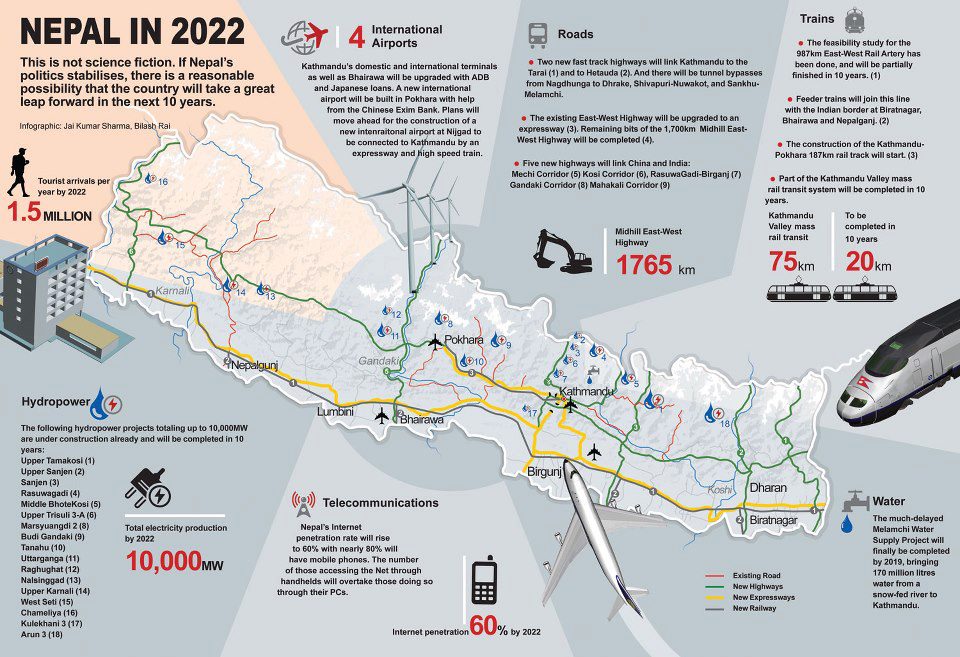 NEPAL IN 2022
This is not science fiction. If Nepal's
politics stabilises, there is a reasonable
possibility that the country will take a great
leap forward in the next 10 years.
Infographic: Jai Kumar Sharma, Bilash Rai
Tourist arrivals per
year by 2022
1.5 MILLION
4 International
Airports
Kathmandu's domestic and international terminals
as well as Bhairawa will be upgraded with ADB
and Japanese loans. A new international
airport will be built in Pokhara with help
from the Chinese Exim Bank. Plans will
move ahead for the construction of a
new interraitonal airport at Nijgad to
be connected to Kathmandu by an
expressway and high speed train.
Roads
• Two new fast track highways will link Kathmandu to the
Tarai (1) and to Hetauda (2). And there will be tunnel bypasses
from Nagdhunga to Dhrake, Shivapuri-Nuwakot, and Sankhu-
Melamchi.
• The existing East-West Highway will be upgraded to an
expressway (3). Remaining bits of the 1,700km Midhill East-
West Highway will be completed (4).
• Five new highways will link China and India:
Mechi Corridor (5) Kosi Corridor (6), RasuwaGadi-Birganj (7)
Gandaki Corridor (8) Mahakali Corridor (9)
Midhill East-West
Highway
1765 km
Trains
• The feasibility study for the
987km East-West Rail Artery has
been done, and will be partially
finished in 10 years. (1)
• Feeder trains will join this line
with the Indian border at Biratnagar,
Bhairawa and Nepalganj. (2)
• The construction of the Kathmandu-
Pokhara 187km rail track will start. (3)
• Part of the Kathmandu Valley mass
rail transit system will be completed in 10
years.
Kathmandu
Valley mass
rail transit
75km
To be
completed in
10 years
20km
16
15
14
13
12
11
8
9
10
2
3
4
6
7
5
17
18
1
Karnali
Nepalgunj
Lumbini
Gandaki
Pokhara
Bhairawa
Kathmandu
Birgunj
Koshi
Dharan
Biratnagar
Hydropower
The following hydropower projects totaling up to 10,000MW
are under construction already and will be completed in 10
years:
Upper Tamakosi (1)
Upper Sanjen (2)
Sanjen (3)
Rasuwagadi (4)
Middle BhoteKosi (5)
Upper Trisuli 3-A (6)
Marsyuangdi 2 (8)
Budi Gandaki (9)
Tanahu (10)
Uttarganga (11)
Raghughat (12)
Nalsinggad (13)
Upper Karnali (14)
West Seti (15)
Chameliya (16)
Kulekhani 3 (17)
Arun 3 (18)
Total electricity production
by 2022
10,000MW
Telecommunications
Nepal's Internet
penetration rate will rise
to 60% with nearly 80% will
have mobile phones. The number
of those accessing the Net through
handhelds will overtake those doing so
through their PCs.
Internet penetration 60% by 2022
Existing Road
New Highways
New Expressways
New Railway
Water
The much-delayed
Melamchi Water
Supply Project will
finally be completed
by 2019, bringing
170 million litres
water from a
snow-fed river to
Kathmandu.